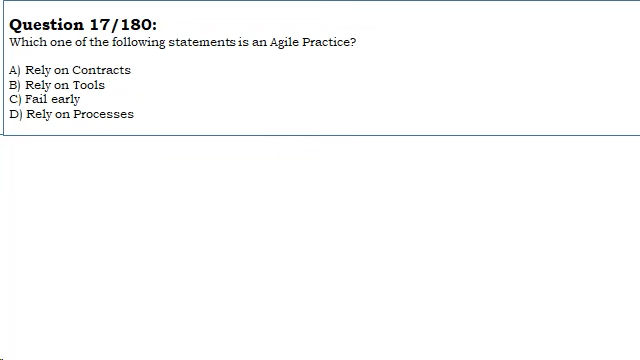 Question 17/180:
Which one of the following statements is an Agile Practice?
A) Rely on Contracts
B) Rely on Tools
C) Fail early
D) Rely on Processes